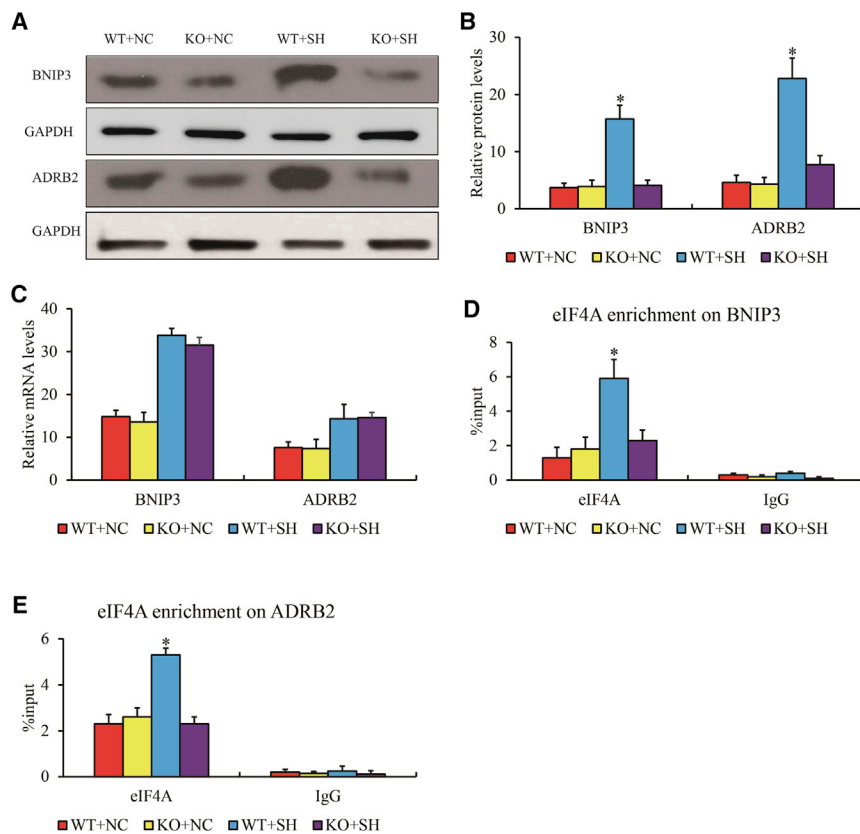 A
WT+NC KO+NC WT+SH KO+SH
BNIP3
GAPDH
ADRB2
GAPDH
B
Relative protein levels
30
20
10
0
*
*
BNIP3 ADRB2
WT+NC KO+NC WT+SH KO+SH
C
Relative mRNA levels
40
30
20
10
0
BNIP3 ADRB2
WT+NC KO+NC WT+SH KO+SH
D
eIF4A enrichment on BNIP3
%input
8
6
4
2
0
*
eIF4A IgG
WT+NC KO+NC WT+SH KO+SH
E
eIF4A enrichment on ADRB2
%input
6
4
2
0
*
eIF4A IgG
WT+NC KO+NC WT+SH KO+SH